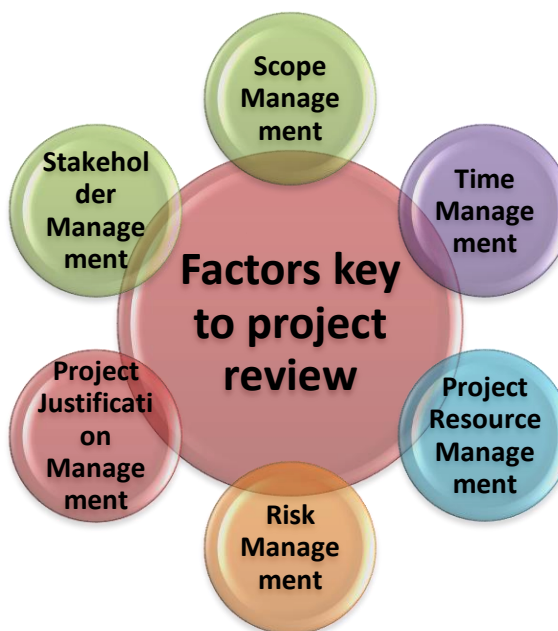 Scope
Manage
ment
Stakehol
der
Manage
ment
Time
Manage
ment
Factors key
to project
review
Project
Justificati
on
Manage
ment
Project
Resource
Manage
ment
Risk
Manage
ment